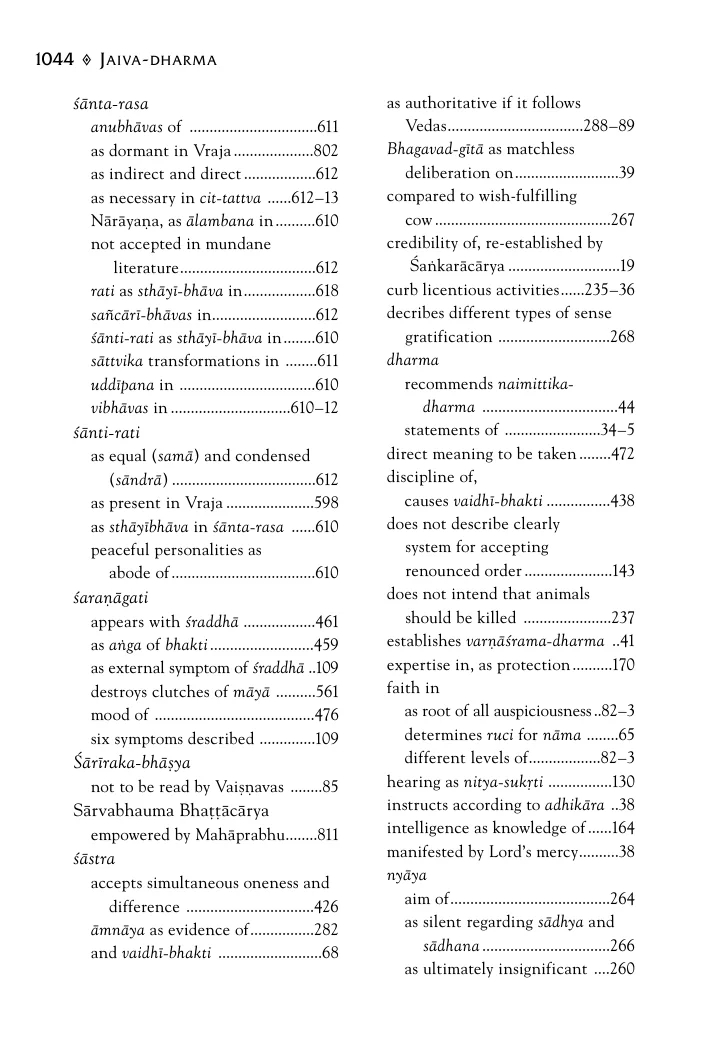 1044 ◈ JAIVA-DHARMA
śānta-rasa
anubhāvas of ................................611
as dormant in Vraja....................802
as indirect and direct..................612
as necessary in cit-tattva ......612–13
Nārāyaṇa, as ālambana in..........610
not accepted in mundane
literature..................................612
rati as sthāyī-bhāva in..................618
sañcārī-bhāvas in..........................612
śānti-rati as sthāyī-bhāva in........610
sāttvika transformations in ........611
uddīpana in ..................................610
vibhāvas in..............................610–12
śānti-rati
as equal (samā) and condensed
(sāndrā) ....................................612
as present in Vraja......................598
as sthāyībhāva in śānta-rasa ......610
peaceful personalities as
abode of....................................610
śaraṇāgati
appears with śraddhā ..................461
as aṅga of bhakti..........................459
as external symptom of śraddhā ..109
destroys clutches of māyā ..........561
mood of ........................................476
six symptoms described ..............109
Śārīraka-bhāṣya
not to be read by Vaiṣṇavas ........85
Sārvabhauma Bhaṭṭācārya
empowered by Mahāprabhu........811
śāstra
accepts simultaneous oneness and
difference ................................426
āmnāya as evidence of................282
and vaidhī-bhakti ..........................68
as authoritative if it follows
Vedas..................................288–89
Bhagavad-gītā as matchless
deliberation on..........................39
compared to wish-fulfilling
cow............................................267
credibility of, re-established by
Śaṅkarācārya ............................19
curb licentious activities......235–36
decribes different types of sense
gratification ............................268
dharma
recommends naimittika-
dharma ..................................44
statements of ........................34–5
direct meaning to be taken........472
discipline of,
causes vaidhī-bhakti ................438
does not describe clearly
system for accepting
renounced order......................143
does not intend that animals
should be killed ......................237
establishes varṇāśrama-dharma ..41
expertise in, as protection..........170
faith in
as root of all auspiciousness..82–3
determines ruci for nāma ........65
different levels of..................82–3
hearing as nitya-sukṛti ................130
instructs according to adhikāra ..38
intelligence as knowledge of......164
manifested by Lord's mercy..........38
nyāya
aim of........................................264
as silent regarding sādhya and
sādhana................................266
as ultimately insignificant ....260